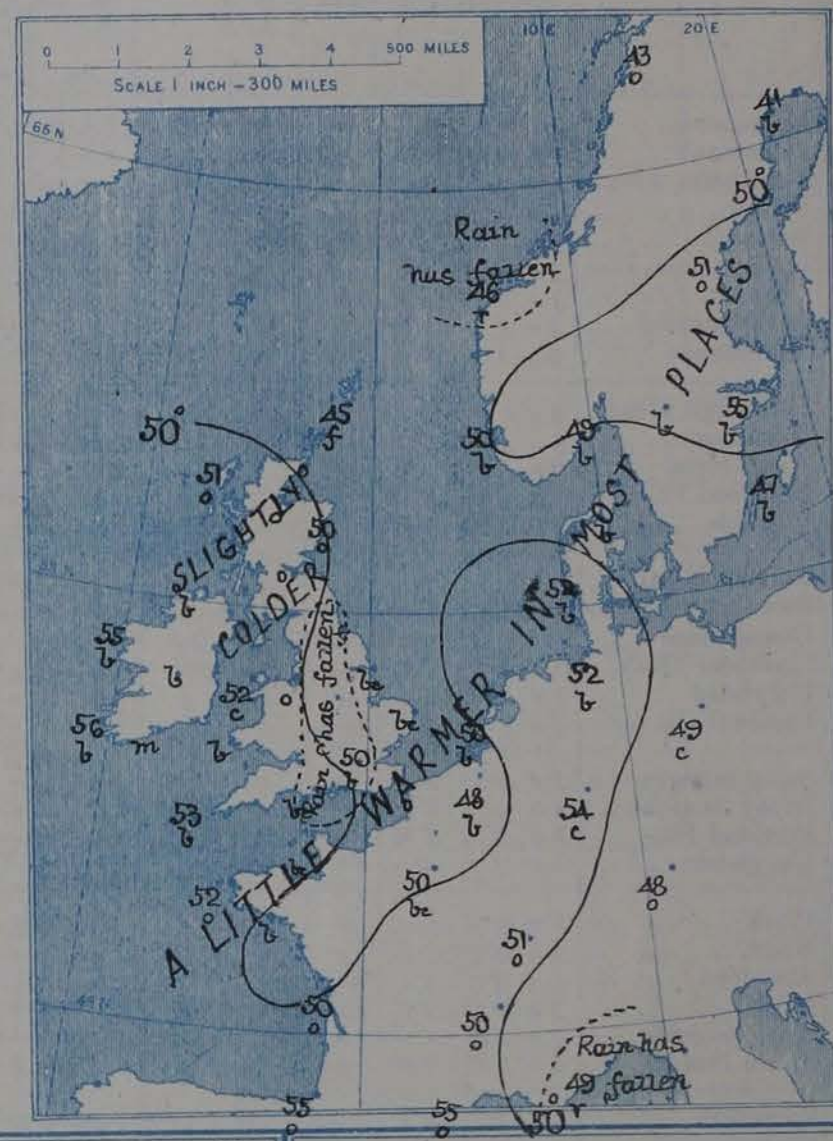 0 1 2 3 4 500 MILES
SCALE 1 INCH - 300 MILES
10°E
20°E
65 N
43
o
41
b
50°
Rain
has fallen
46
r
51
o
PLACES
50°
45
51
o
50
b
49
b
b
55
b
47
b
SLIGHTLY
50
o
o
MOST
b
COLDER
b
55
b
b
Rain has fallen
IN
b
52
b
52
c
o
bc
bc
56
b
m
b
50
WARMER
b
49
c
53
b
b
b
48
b
54
c
LITTLE
A
52
o
b
50
bc
48
o
51
o
45 N
50
o
50
o
Rain has
fallen
49
o
r
50°
55
o
55
o